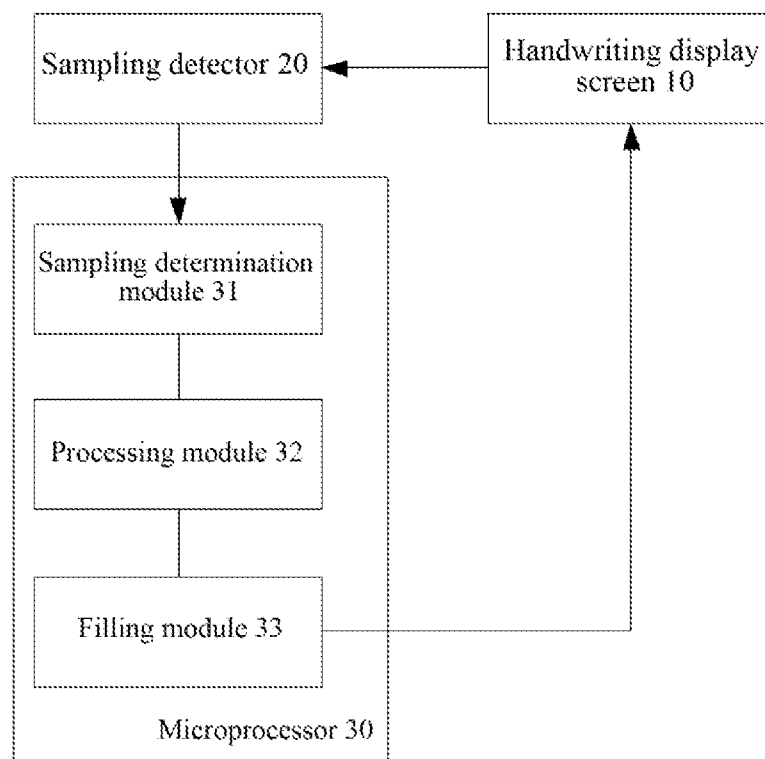 Sampling detector 20
Handwriting display
screen 10
Sampling determination
module 31
Processing module 32
Filling module 33
Microprocessor 30